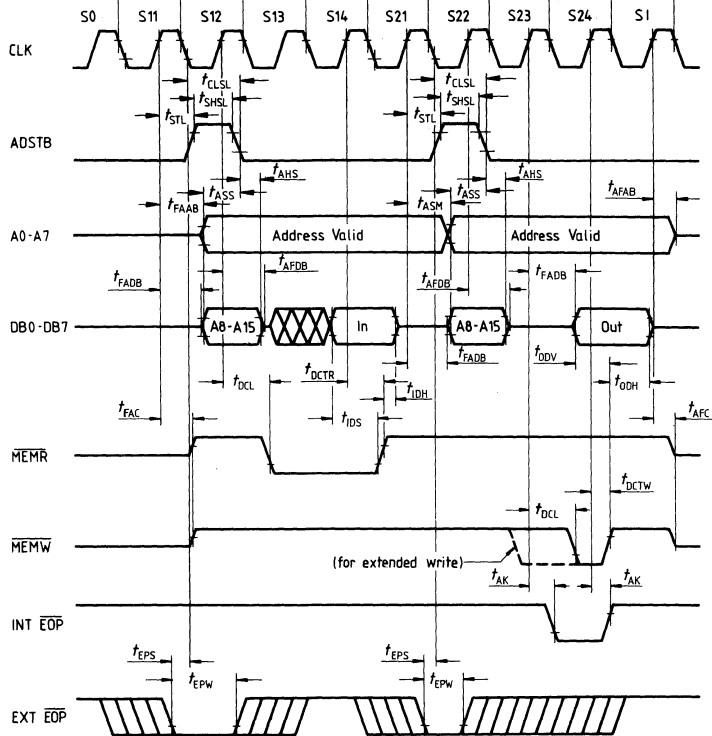 S0 S11 S12 S13 S14 S21 S22 S23 S24 SI
CLK
tCLSL tCLSL
tSHSL tSHSL
tSTL tSTL
ADSTB
tAHS tAHS
tASS tASM tASS tAFAB
tFAAB
A0-A7 Address Valid Address Valid
tFADB tAFDB tAFDB tFADB
DB0-DB7 A8-A15 In A8-A15 Out
tFADB tODV
tDCL tDCTR tIDH tODH
tFAC tIDS tAFC
MEMR
tDCTW
tDCL
MEMW
(for extended write)
tAK tAK
INT EOP
tEPS tEPS
tEPW tEPW
EXT EOP